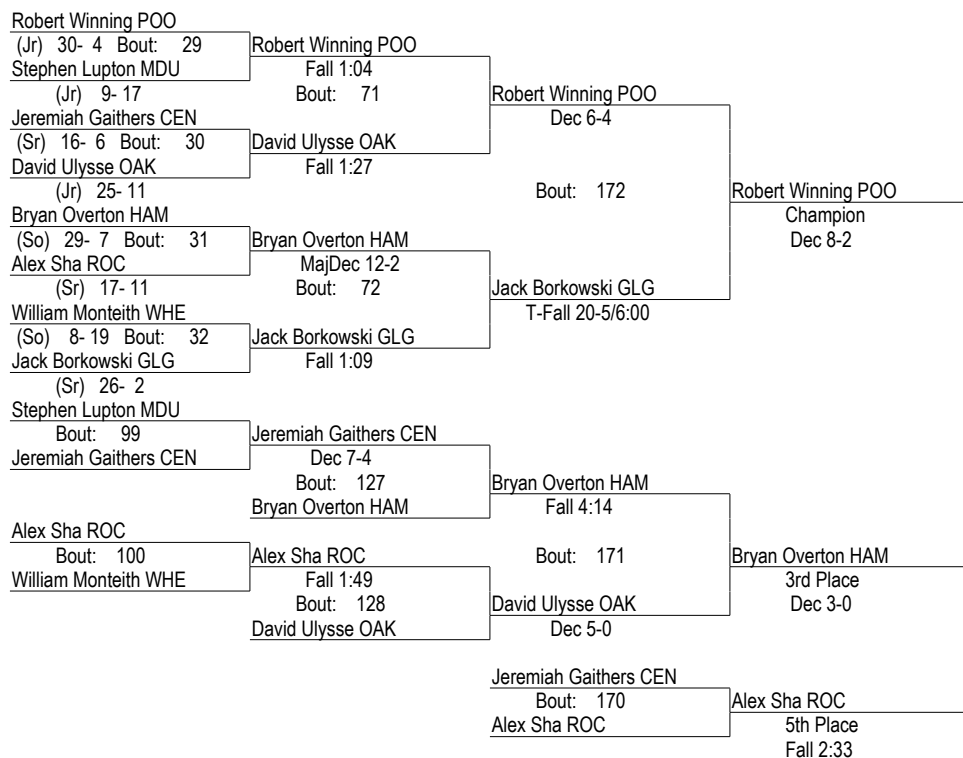 Robert Winning POO
(Jr) 30- 4 Bout: 29
Stephen Lupton MDU
(Jr) 9- 17
Jeremiah Gaithers CEN
(Sr) 16- 6 Bout: 30
David Ulysse OAK
(Jr) 25- 11
Bryan Overton HAM
(So) 29- 7 Bout: 31
Alex Sha ROC
(Sr) 17- 11
William Monteith WHE
(So) 8- 19 Bout: 32
Jack Borkowski GLG
(Sr) 26- 2
Robert Winning POO
Fall 1:04
Bout: 71
David Ulysse OAK
Fall 1:27
Bryan Overton HAM
MajDec 12-2
Bout: 72
Jack Borkowski GLG
Fall 1:09
Robert Winning POO
Dec 6-4
Bout: 172
Jack Borkowski GLG
T-Fall 20-5/6:00
Robert Winning POO
Champion
Dec 8-2
Stephen Lupton MDU
Bout: 99
Jeremiah Gaithers CEN
Alex Sha ROC
Bout: 100
William Monteith WHE
Jeremiah Gaithers CEN
Dec 7-4
Bout: 127
Bryan Overton HAM
Alex Sha ROC
Fall 1:49
Bout: 128
David Ulysse OAK
Bryan Overton HAM
Fall 4:14
Bout: 171
David Ulysse OAK
Dec 5-0
Bryan Overton HAM
3rd Place
Dec 3-0
Jeremiah Gaithers CEN
Bout: 170
Alex Sha ROC
Alex Sha ROC
5th Place
Fall 2:33